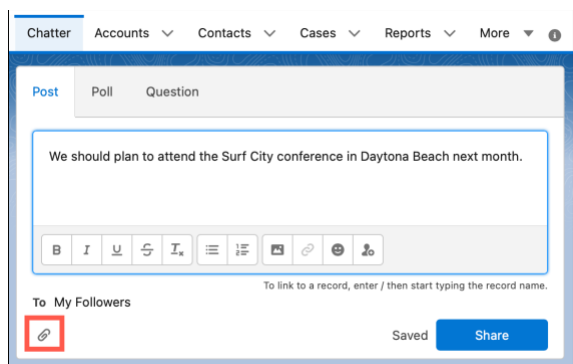 Chatter Accounts Contacts Cases Reports More
Post Poll Question
We should plan to attend the Surf City conference in Daytona Beach next month.
B I U S Tx
To link to a record, enter / then start typing the record name.
To My Followers
Saved Share